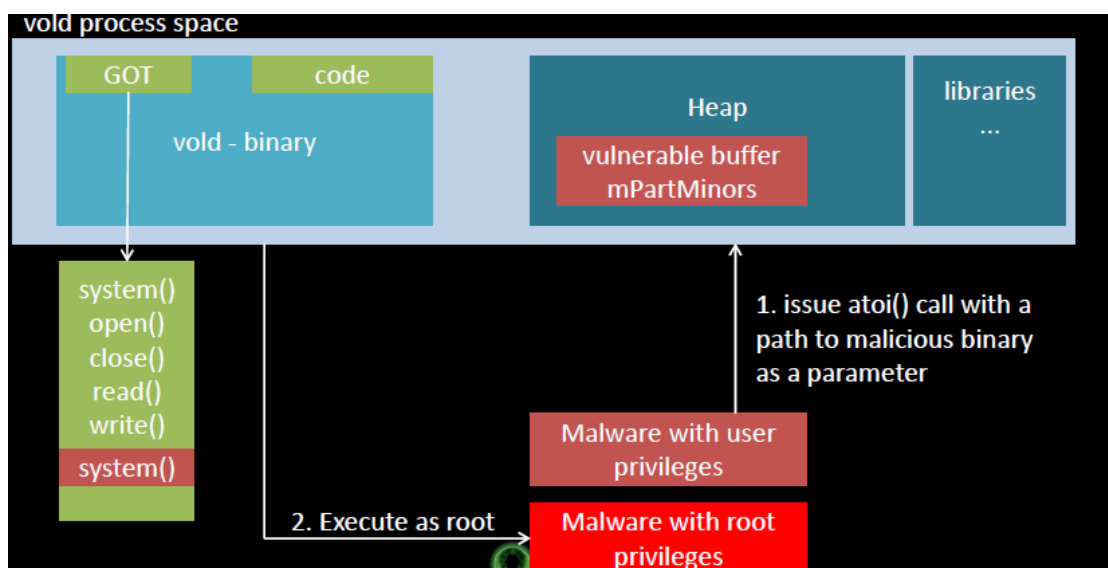 vold process space
GOT
code
vold - binary
Heap
vulnerable buffer
mPartMinors
libraries
...
system()
open()
close()
read()
write()
system()
1. issue atoi() call with a
path to malicious binary
as a parameter
Malware with user
privileges
2. Execute as root
Malware with root
privileges